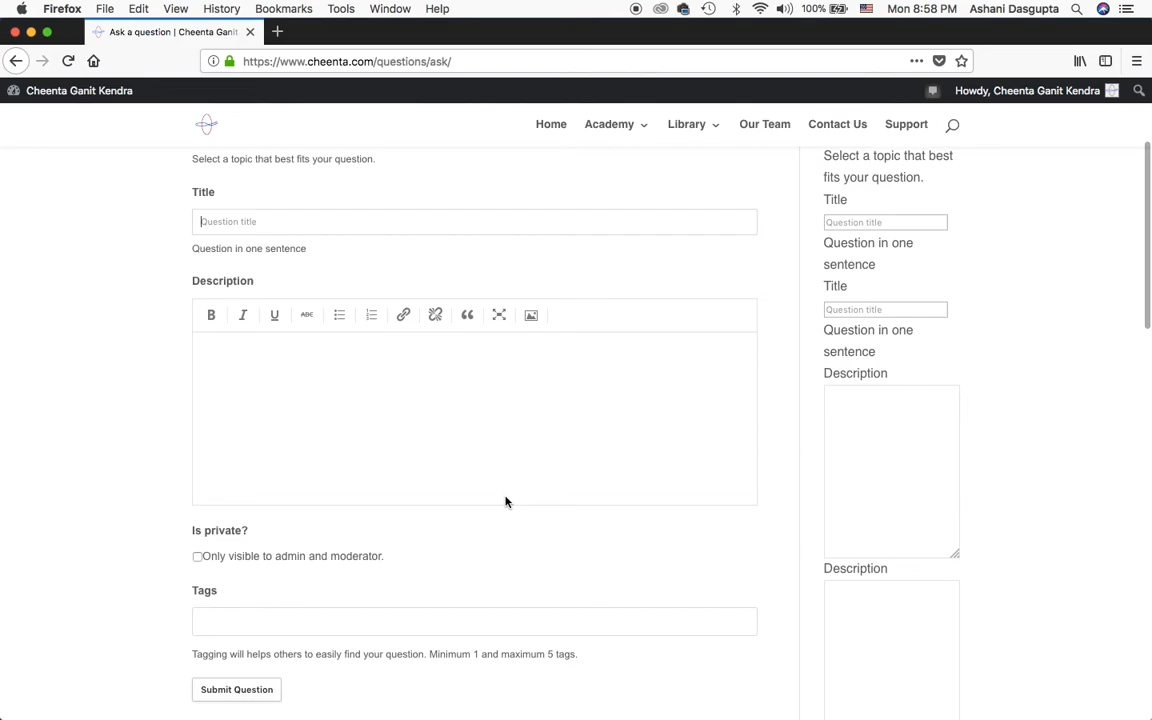 Firefox File Edit View History Bookmarks Tools Window Help 100% Mon 8:58 PM Ashani Dasgupta
Ask a question | Cheenta Ganit
https://www.cheenta.com/questions/ask/
Cheenta Ganit Kendra Howdy, Cheenta Ganit Kendra
Home Academy Library Our Team Contact Us Support
Select a topic that best fits your question.
Title
Question title
Question in one sentence
Description
B I U ABC
Is private?
Only visible to admin and moderator.
Tags
Tagging will helps others to easily find your question. Minimum 1 and maximum 5 tags.
Submit Question
Select a topic that best
fits your question.
Title
Question title
Question in one
sentence
Title
Question title
Question in one
sentence
Description
Description